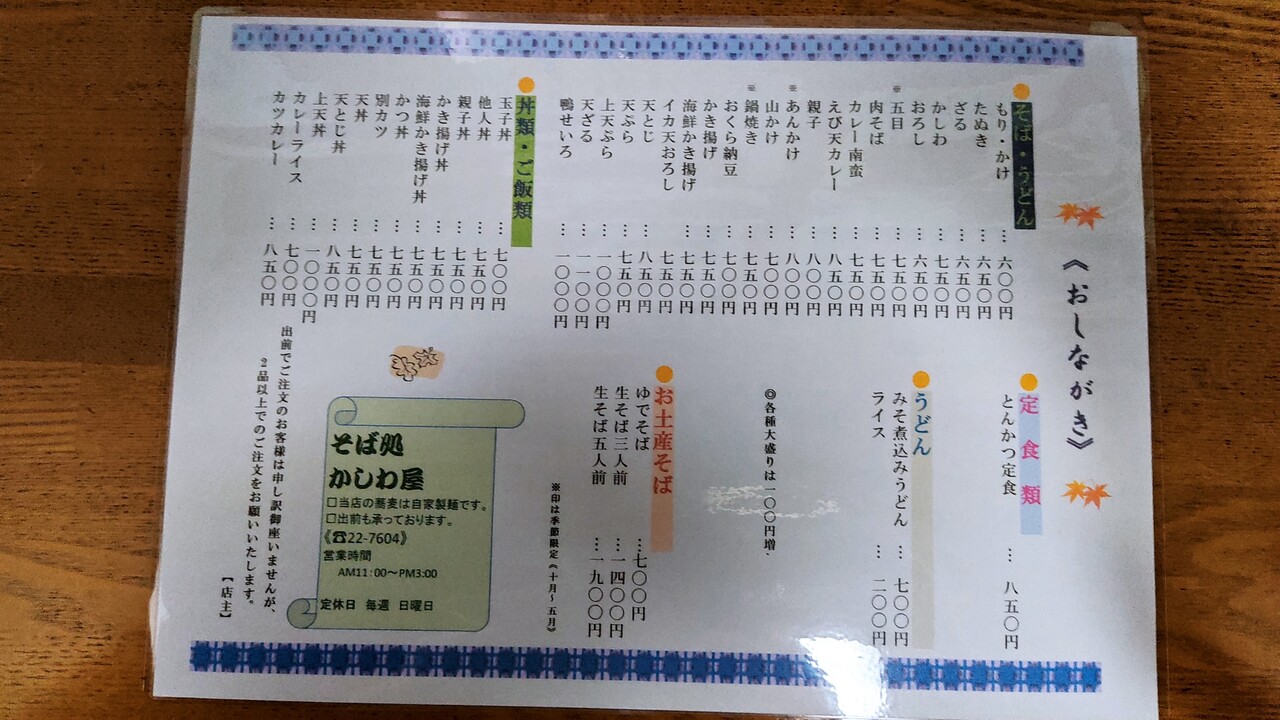 《おしながき》
そば・うどん
もり・かけ … 六〇〇円
たぬき … 六五〇円
ざる … 六五〇円
かしわ … 七五〇円
おろし … 六五〇円
※五目 … 七五〇円
肉そば … 七五〇円
カレー南蛮 … 七五〇円
えび天カレー … 八五〇円
親子 … 八〇〇円
※あんかけ … 八〇〇円
山かけ … 七〇〇円
※鍋焼き … 七五〇円
おくら納豆 … 七〇〇円
かき揚げ … 七五〇円
海鮮かき揚げ … 七五〇円
イカ天おろし … 七五〇円
天とじ … 八五〇円
天ぷら … 七五〇円
上天ぷら … 一〇〇〇円
天ざる … 一一〇〇円
鴨せいろ … 一〇〇〇円
丼類・ご飯類
玉子丼 … 七〇〇円
他人丼 … 七五〇円
親子丼 … 七五〇円
かき揚げ丼 … 七五〇円
海鮮かき揚げ丼 … 七五〇円
かつ丼 … 七五〇円
別カツ … 七五〇円
天丼 … 七五〇円
天とじ丼 … 八五〇円
上天丼 … 一〇〇〇円
カレーライス … 七〇〇円
カツカレー … 八五〇円
定食類
とんかつ定食 … 八五〇円
うどん
みそ煮込みうどん … 七〇〇円
ライス … 二〇〇円
◎各種大盛りは一〇〇円増.
お土産そば
ゆでそば …七〇〇円
生そば三人前 …一四〇〇円
生そば五人前 …一九〇〇円
※印は季節限定《十月～五月》
そば処
かしわ屋
□当店の蕎麦は自家製麺です。
□出前も承っております。
《☎22-7604》
営業時間
AM11:00～PM3:00
定休日 毎週 日曜日
出前でご注文のお客様は申し訳御座いませんが、
2品以上でのご注文をお願いいたします。
【店主】